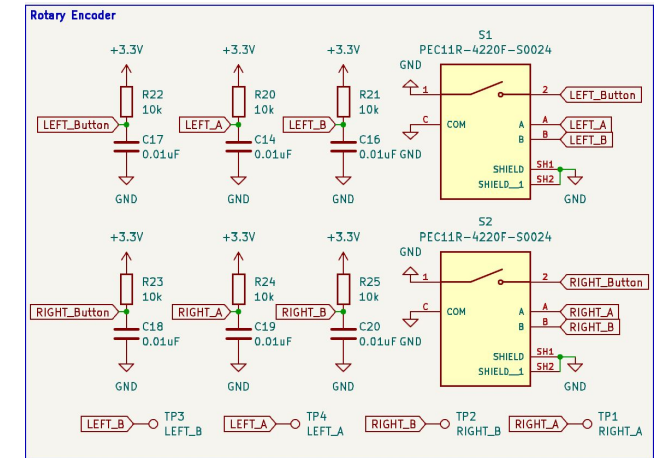 Rotary Encoder
S1
PEC11R-4220F-S0024
+3.3V
+3.3V
+3.3V
GND
R22
10k
R20
10k
R21
10k
1
2
LEFT_Button
LEFT_Button
LEFT_A
LEFT_B
C
COM
A
A
LEFT_A
B
B
LEFT_B
C17
0.01uF
C14
0.01uF
C16
0.01uF
GND
SHIELD
SH1
SHIELD__1
SH2
GND
GND
GND
GND
S2
PEC11R-4220F-S0024
+3.3V
+3.3V
+3.3V
GND
R23
10k
R24
10k
R25
10k
1
2
RIGHT_Button
RIGHT_Button
RIGHT_A
RIGHT_B
C
COM
A
A
RIGHT_A
B
B
RIGHT_B
C18
0.01uF
C19
0.01uF
C20
0.01uF
GND
SHIELD
SH1
SHIELD__1
SH2
GND
GND
GND
GND
LEFT_B
TP3
LEFT_B
LEFT_A
TP4
LEFT_A
RIGHT_B
TP2
RIGHT_B
RIGHT_A
TP1
RIGHT_A